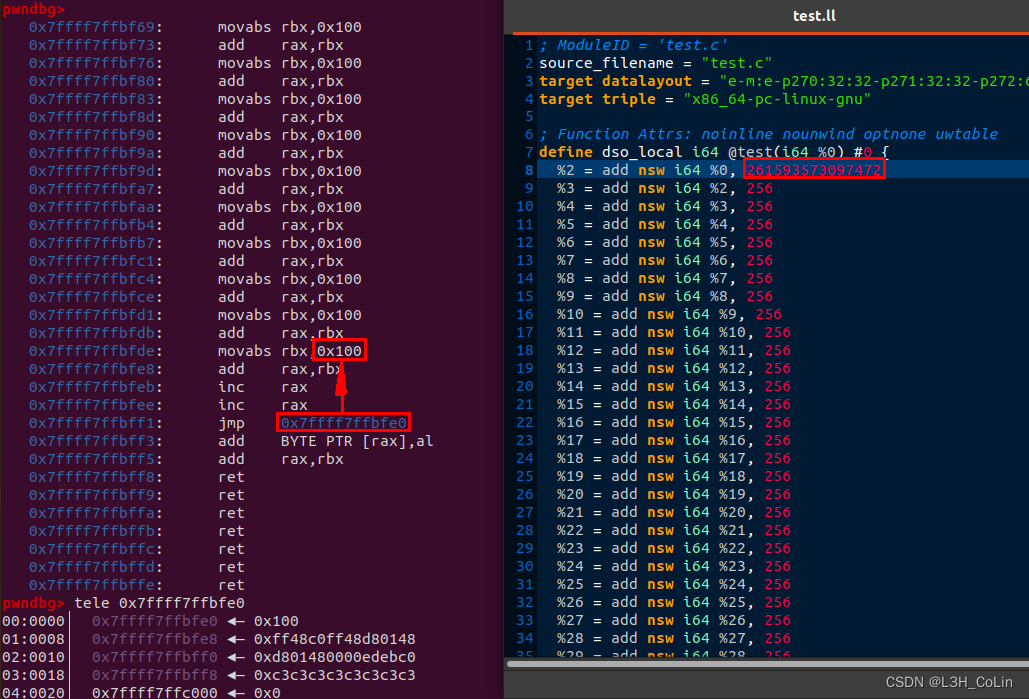 pwndbg>
0x7ffff7ffbf69: movabs rbx,0x100
0x7ffff7ffbf73: add rax,rbx
0x7ffff7ffbf76: movabs rbx,0x100
0x7ffff7ffbf80: add rax,rbx
0x7ffff7ffbf83: movabs rbx,0x100
0x7ffff7ffbf8d: add rax,rbx
0x7ffff7ffbf90: movabs rbx,0x100
0x7ffff7ffbf9a: add rax,rbx
0x7ffff7ffbf9d: movabs rbx,0x100
0x7ffff7ffbfa7: add rax,rbx
0x7ffff7ffbfaa: movabs rbx,0x100
0x7ffff7ffbfb4: add rax,rbx
0x7ffff7ffbfb7: movabs rbx,0x100
0x7ffff7ffbfc1: add rax,rbx
0x7ffff7ffbfc4: movabs rbx,0x100
0x7ffff7ffbfce: add rax,rbx
0x7ffff7ffbfd1: movabs rbx,0x100
0x7ffff7ffbfdb: add rax,rbx
0x7ffff7ffbfde: movabs rbx,0x100
0x7ffff7ffbfe8: add rax,rbx
0x7ffff7ffbfeb: inc rax
0x7ffff7ffbfee: inc rax
0x7ffff7ffbff1: jmp 0x7ffff7ffbfe0
0x7ffff7ffbff3: add BYTE PTR [rax],al
0x7ffff7ffbff5: add rax,rbx
0x7ffff7ffbff8: ret
0x7ffff7ffbff9: ret
0x7ffff7ffbffa: ret
0x7ffff7ffbffb: ret
0x7ffff7ffbffc: ret
0x7ffff7ffbffd: ret
0x7ffff7ffbffe: ret
pwndbg> tele 0x7ffff7ffbfe0
00:0000│ 0x7ffff7ffbfe0 ◂— 0x100
01:0008│ 0x7ffff7ffbfe8 ◂— 0xff48c0ff48d80148
02:0010│ 0x7ffff7ffbff0 ◂— 0xd801480000edebc0
03:0018│ 0x7ffff7ffbff8 ◂— 0xc3c3c3c3c3c3c3c3
04:0020│ 0x7ffff7ffc000 ◂— 0x0
test.ll
1 ; ModuleID = 'test.c'
2 source_filename = "test.c"
3 target datalayout = "e-m:e-p270:32:32-p271:32:32-p272:6
4 target triple = "x86_64-pc-linux-gnu"
5
6 ; Function Attrs: noinline nounwind optnone uwtable
7 define dso_local i64 @test(i64 %0) #0 {
8 %2 = add nsw i64 %0, 261593573097472
9 %3 = add nsw i64 %2, 256
10 %4 = add nsw i64 %3, 256
11 %5 = add nsw i64 %4, 256
12 %6 = add nsw i64 %5, 256
13 %7 = add nsw i64 %6, 256
14 %8 = add nsw i64 %7, 256
15 %9 = add nsw i64 %8, 256
16 %10 = add nsw i64 %9, 256
17 %11 = add nsw i64 %10, 256
18 %12 = add nsw i64 %11, 256
19 %13 = add nsw i64 %12, 256
20 %14 = add nsw i64 %13, 256
21 %15 = add nsw i64 %14, 256
22 %16 = add nsw i64 %15, 256
23 %17 = add nsw i64 %16, 256
24 %18 = add nsw i64 %17, 256
25 %19 = add nsw i64 %18, 256
26 %20 = add nsw i64 %19, 256
27 %21 = add nsw i64 %20, 256
28 %22 = add nsw i64 %21, 256
29 %23 = add nsw i64 %22, 256
30 %24 = add nsw i64 %23, 256
31 %25 = add nsw i64 %24, 256
32 %26 = add nsw i64 %25, 256
33 %27 = add nsw i64 %26, 256
34 %28 = add nsw i64 %27, 256
35 %29 = add nsw i64 %28, 256
CSDN @L3H_CoLin